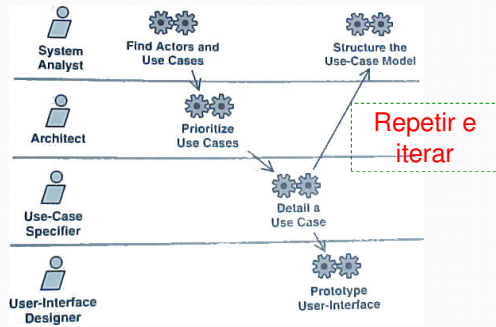 System
Analyst
Find Actors and
Use Cases
Structure the
Use-Case Model
Architect
Prioritize
Use Cases
Repetir e
iterar
Use-Case
Specifier
Detail a
Use Case
User-Interface
Designer
Prototype
User-Interface